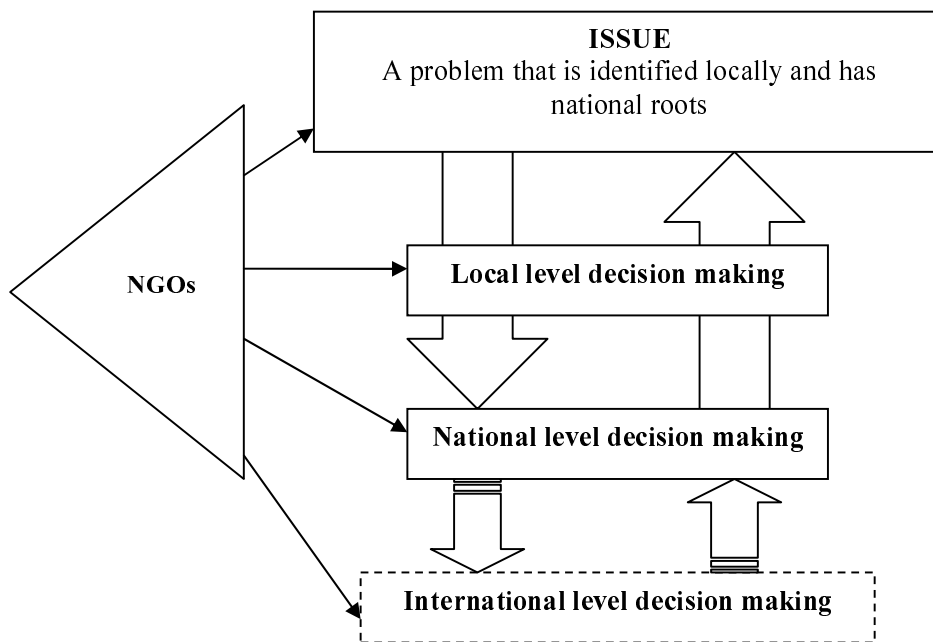 ISSUE
A problem that is identified locally and has
national roots
NGOs
Local level decision making
National level decision making
International level decision making